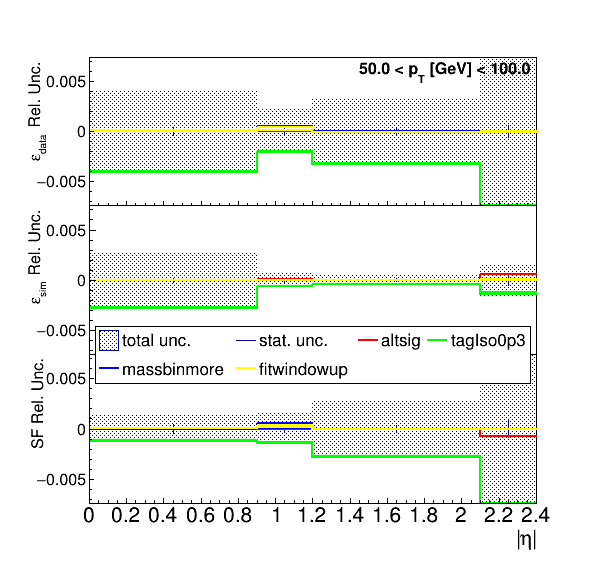 50.0 < p_T [GeV] < 100.0
ε_data Rel. Unc.
0.005
0
−0.005
ε_sim Rel. Unc.
0.005
0
−0.005
total unc. stat. unc. altsig tagIso0p3
massbinmore fitwindowup
SF Rel. Unc.
0.005
0
−0.005
0 0.2 0.4 0.6 0.8 1 1.2 1.4 1.6 1.8 2 2.2 2.4
|η|